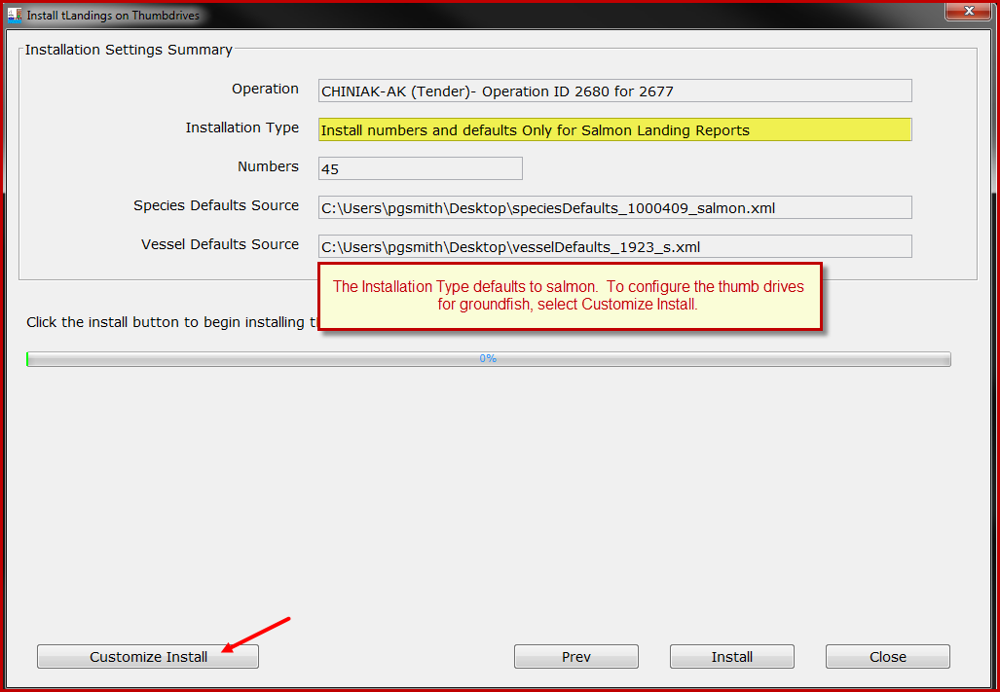 Install tLandings on Thumbdrives
x
Installation Settings Summary
Operation
CHINIAK-AK (Tender)- Operation ID 2680 for 2677
Installation Type
Install numbers and defaults Only for Salmon Landing Reports
Numbers
45
Species Defaults Source
C:\Users\pgsmith\Desktop\speciesDefaults_1000409_salmon.xml
Vessel Defaults Source
C:\Users\pgsmith\Desktop\vesselDefaults_1923_s.xml
The Installation Type defaults to salmon.  To configure the thumb drives
for groundfish, select Customize Install.
Click the install button to begin installing
0%
Customize Install
Prev
Install
Close